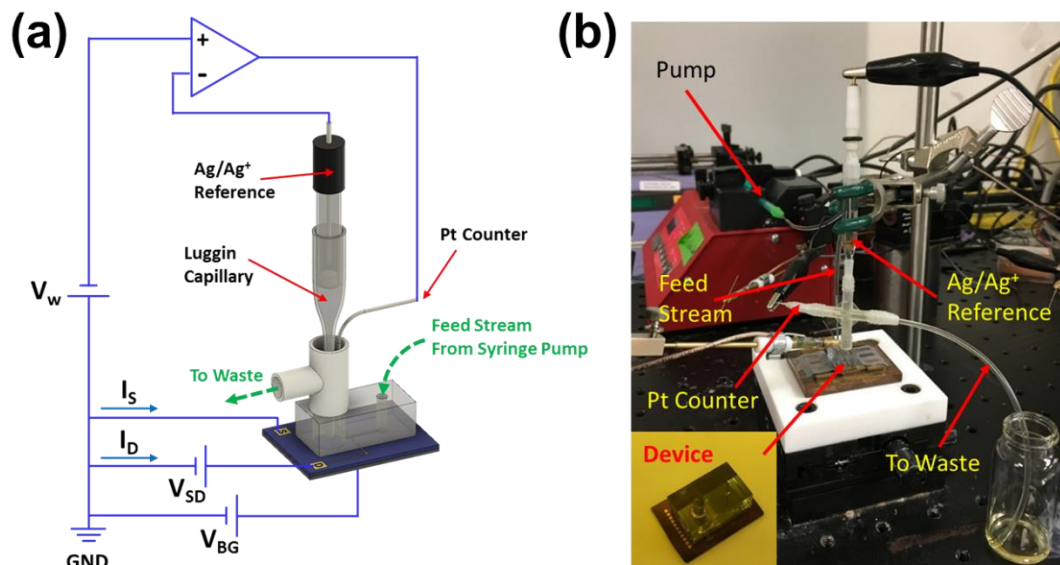 (a)
+
-
Ag/Ag⁺
Reference
Luggin
Capillary
Pt Counter
V_w
Feed Stream
From Syringe Pump
To Waste
I_S
I_D
S
D
V_SD
V_BG
GND
(b)
Pump
Feed
Stream
Ag/Ag⁺
Reference
Pt Counter
Device
To Waste